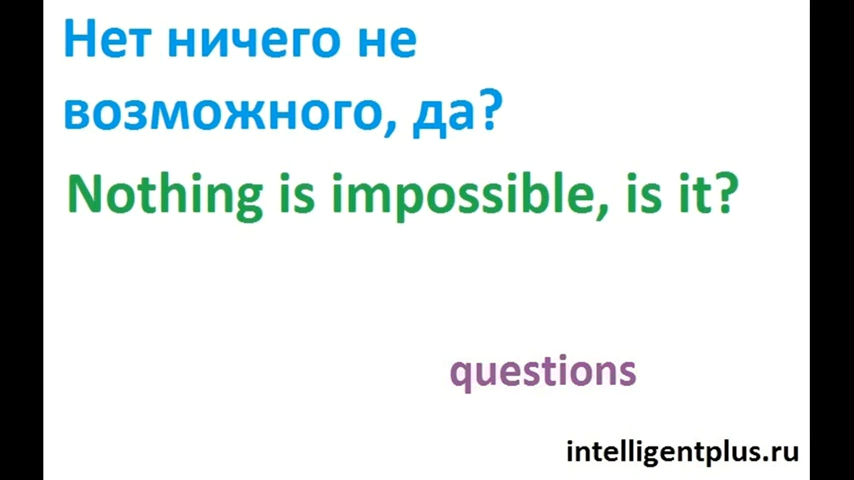 Нет ничего не
возможного, да?
Nothing is impossible, is it?
questions
intelligentplus.ru